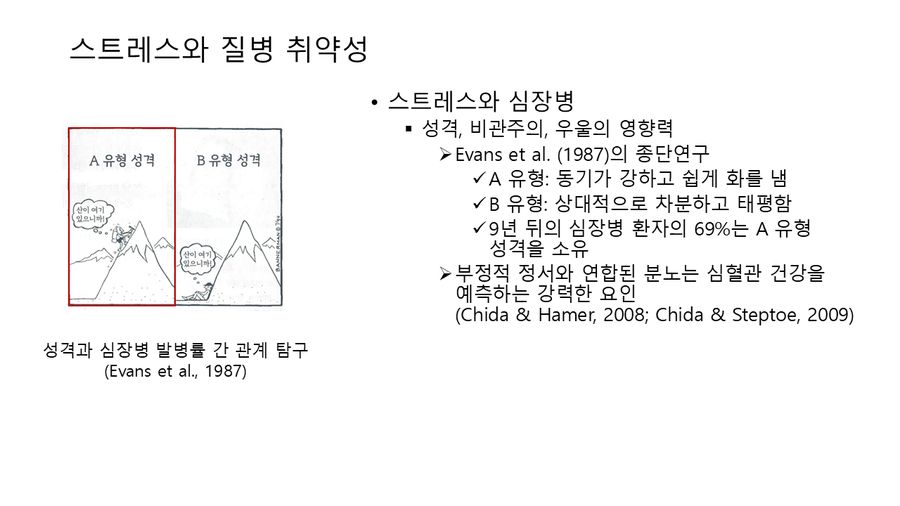 스트레스와 질병 취약성
• 스트레스와 심장병
▪ 성격, 비관주의, 우울의 영향력
➢Evans et al. (1987)의 종단연구
✓A 유형: 동기가 강하고 쉽게 화를 냄
✓B 유형: 상대적으로 차분하고 태평함
✓9년 뒤의 심장병 환자의 69%는 A 유형
성격을 소유
➢부정적 정서와 연합된 분노는 심혈관 건강을
예측하는 강력한 요인
(Chida & Hamer, 2008; Chida & Steptoe, 2009)
A 유형 성격
B 유형 성격
산이 여기
있으니까!
산이 여기
있으니까!
성격과 심장병 발병률 간 관계 탐구
(Evans et al., 1987)